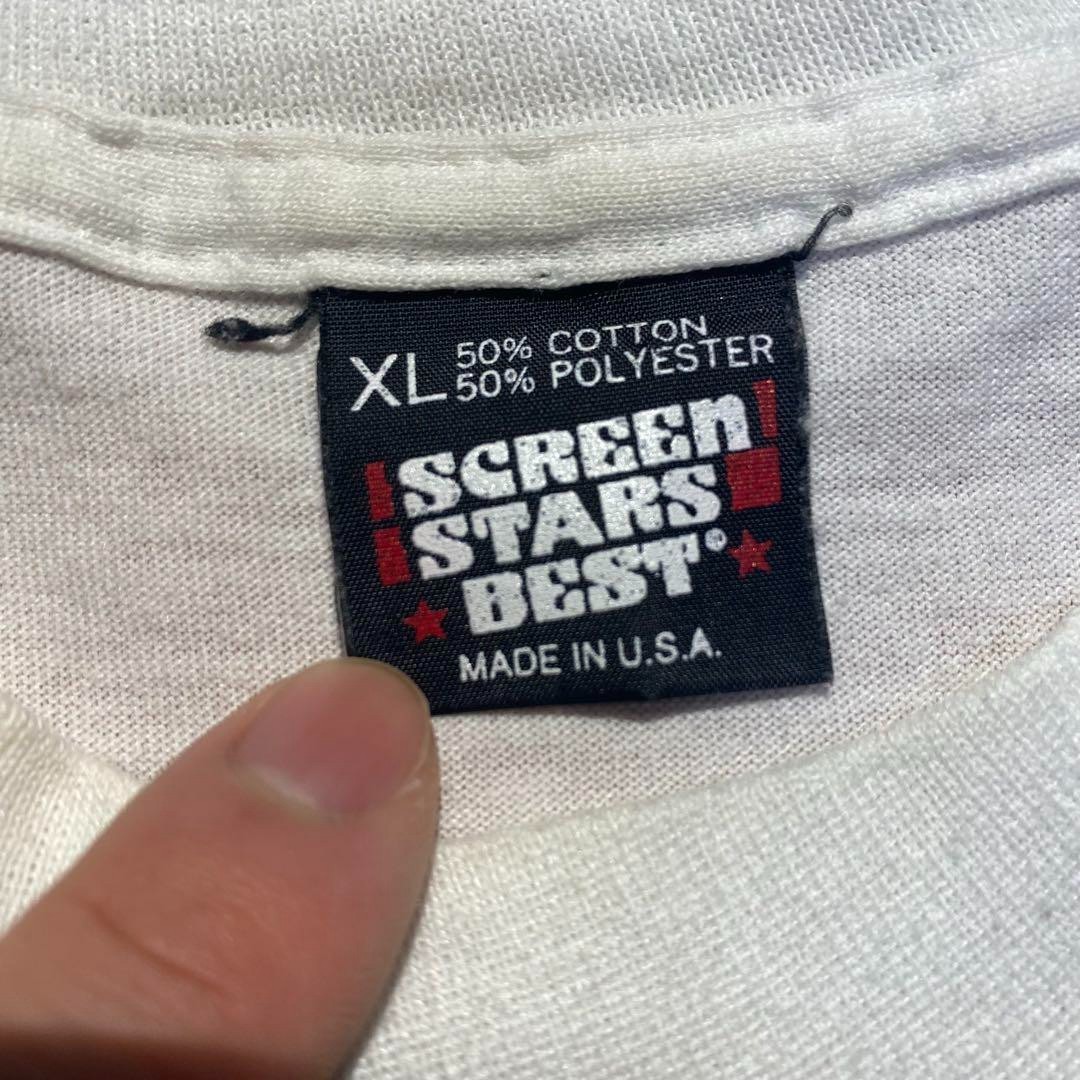 XL 50% COTTON
50% POLYESTER
SCREEN
STARS
BEST®
MADE IN U.S.A.